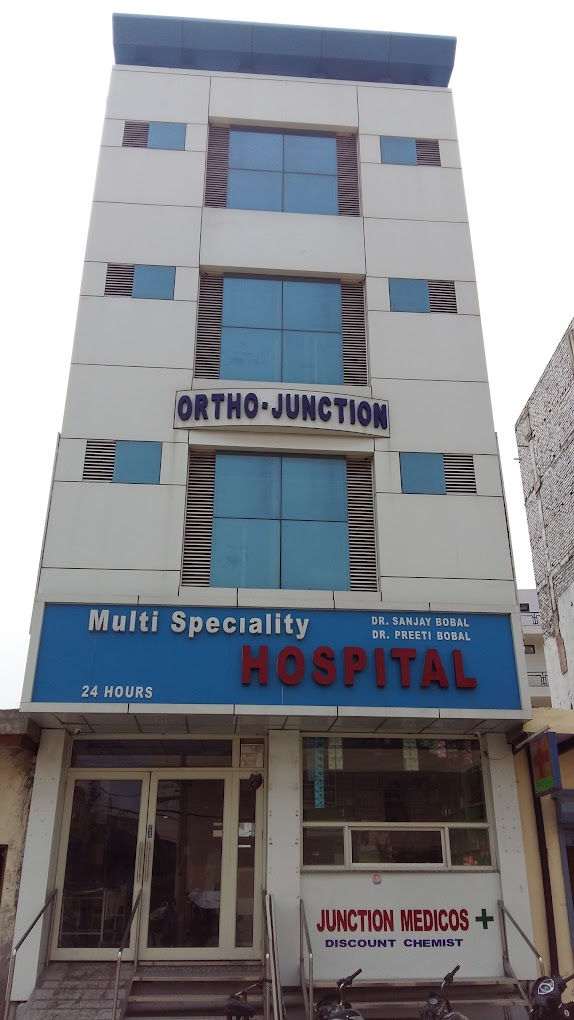 ORTHO-JUNCTION
Multi Speciality
DR. SANJAY BOBAL
DR. PREETI BOBAL
HOSPITAL
24 HOURS
JUNCTION MEDICOS +
DISCOUNT CHEMIST